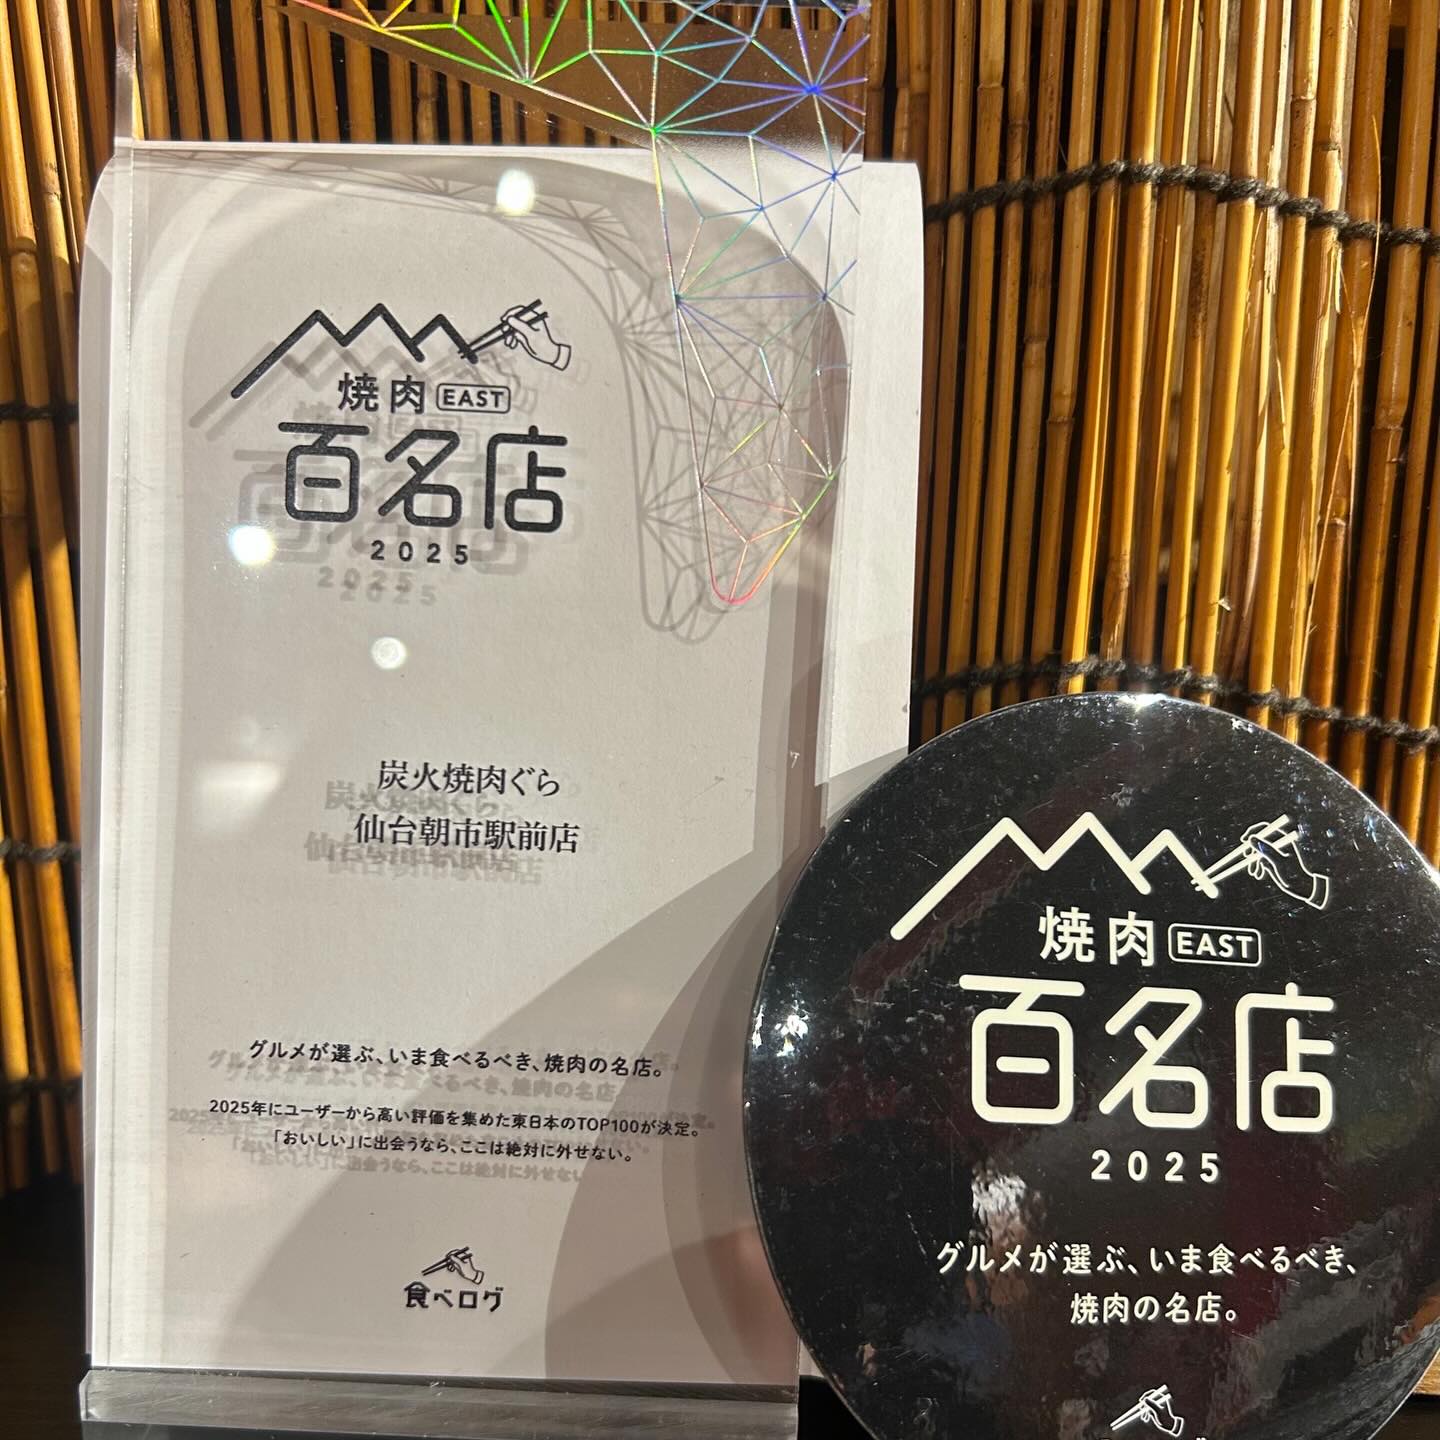 焼肉 EAST
百名店
2025
炭火焼肉ぐら
仙台朝市駅前店
グルメが選ぶ、いま食べるべき、焼肉の名店。
2025年にユーザーから高い評価を集めた東日本のTOP100が決定。
「おいしい」に出会うなら、ここは絶対に外せない。
食べログ
焼肉 EAST
百名店
2025
グルメが選ぶ、いま食べるべき、
焼肉の名店。